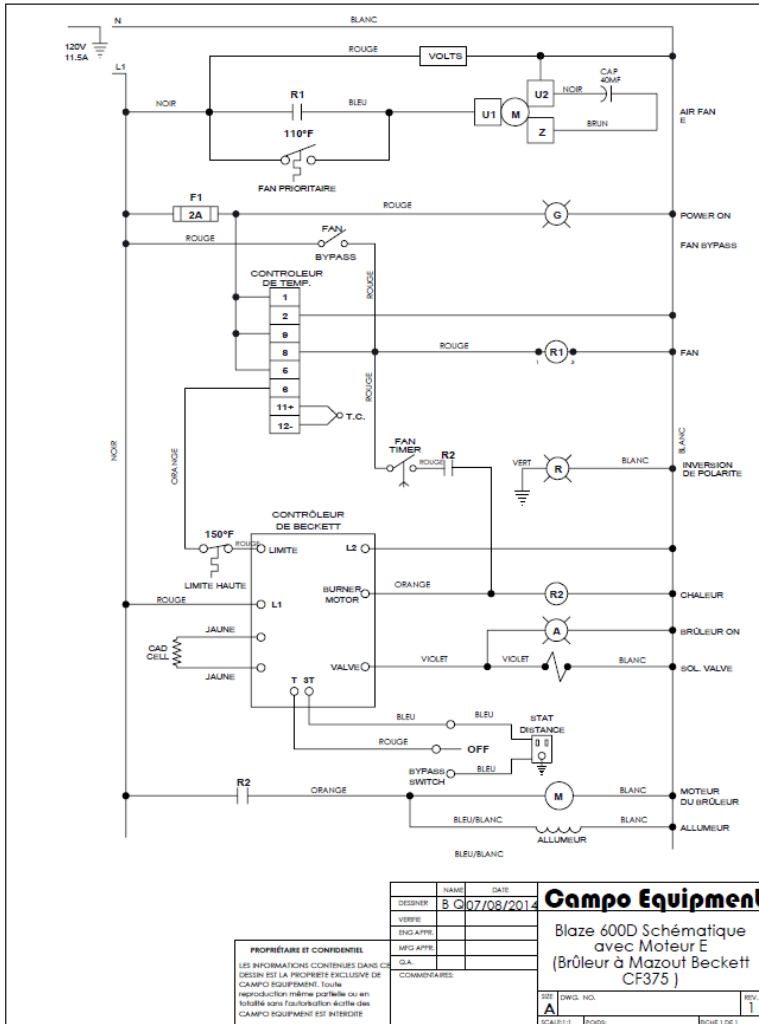 N
BLANC
120V
11.5A
L1
ROUGE
VOLTS
NOIR
R1
BLEU
U1
M
U2
Z
NOIR
CAP
40MF
BRUN
AIR FAN
E
110°F
FAN PRIORITAIRE
F1
2A
ROUGE
G
POWER ON
ROUGE
FAN
BYPASS
FAN BYPASS
ROUGE
CONTROLEUR
DE TEMP.
1
2
9
8
5
6
11+
12-
T.C.
ROUGE
1
R1
2
FAN
ROUGE
NOIR
ORANGE
BLANC
FAN
TIMER
ROUGE
R2
VERT
R
BLANC
INVERSION
DE POLARITE
CONTRÔLEUR
DE BECKETT
150°F
ROUGE
LIMITE HAUTE
LIMITE
L2
BURNER
MOTOR
ORANGE
R2
CHALEUR
ROUGE
L1
A
BRÛLEUR ON
JAUNE
CAD
CELL
JAUNE
VALVE
VIOLET
VIOLET
BLANC
SOL. VALVE
T
ST
BLEU
BLEU
STAT
DISTANCE
ROUGE
OFF
BYPASS
SWITCH
BLEU
R2
ORANGE
M
BLANC
MOTEUR
DU BRÛLEUR
BLEU/BLANC
BLANC
ALLUMEUR
ALLUMEUR
BLEU/BLANC
NAME
DATE
DESSINER
B Q
07/08/2014
VERFIE
ENG APPR.
MFG APPR.
Q.A.
COMMENTAIRES:
PROPRIÉTAIRE ET CONFIDENTIEL
LES INFORMATIONS CONTENUES DANS CE
DESSIN EST LA PROPRIETE EXCLUSIVE DE
CAMPO EQUIPEMENT. Toute
reproduction même partielle ou en
totalité sans l'autorisation écrite des
CAMPO EQUIPMENT EST INTERDITE
Campo Equipment
Blaze 600D Schématique
avec Moteur E
(Brûleur à Mazout Beckett
CF375 )
SIZE
A
DWG. NO.
REV.
1
SCALE:1:1
POIDS: